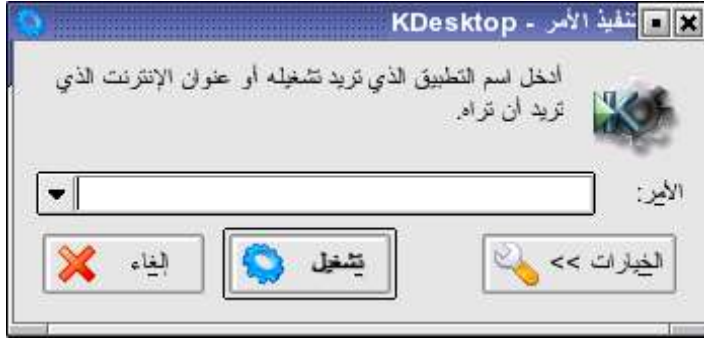 تنفيذ الأمر - KDesktop
أدخل اسم التطبيق الذي تريد تشغيله أو عنوان الإنترنت الذي
تريد أن تراه.
الأمر:
الخيارات >>
تشغيل
إلغاء